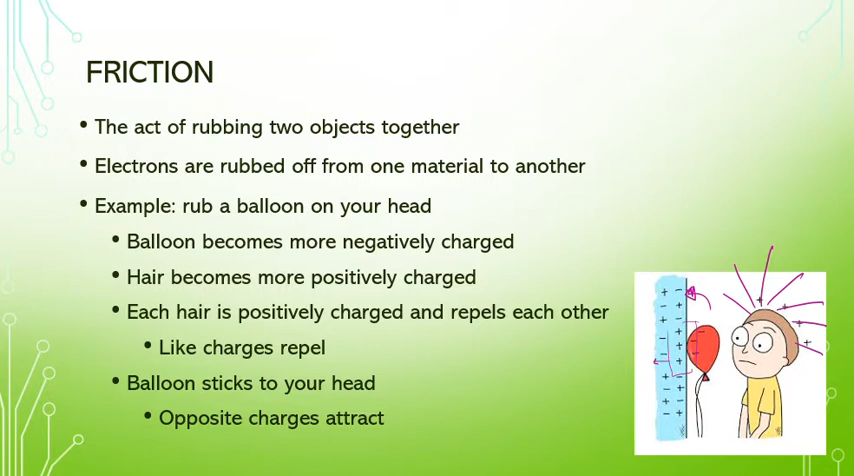 FRICTION
• The act of rubbing two objects together
• Electrons are rubbed off from one material to another
• Example: rub a balloon on your head
• Balloon becomes more negatively charged
• Hair becomes more positively charged
• Each hair is positively charged and repels each other
• Like charges repel
• Balloon sticks to your head
• Opposite charges attract